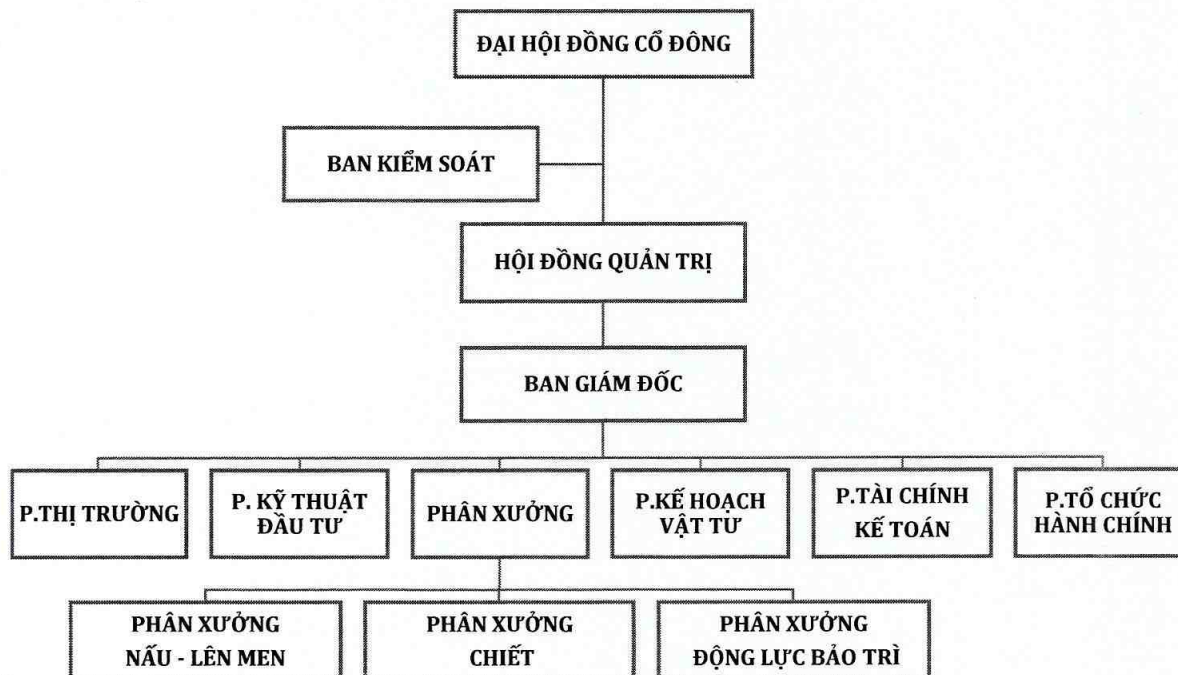 ĐẠI HỘI ĐỒNG CỔ ĐÔNG
BAN KIỂM SOÁT
HỘI ĐỒNG QUẢN TRỊ
BAN GIÁM ĐỐC
P.THỊ TRƯỜNG
P. KỸ THUẬT
ĐẦU TƯ
PHÂN XƯỞNG
P.KẾ HOẠCH
VẬT TƯ
P.TÀI CHÍNH
KẾ TOÁN
P.TỔ CHỨC
HÀNH CHÍNH
PHÂN XƯỞNG
NẤU - LÊN MEN
PHÂN XƯỞNG
CHIẾT
PHÂN XƯỞNG
ĐỘNG LỰC BẢO TRÌ